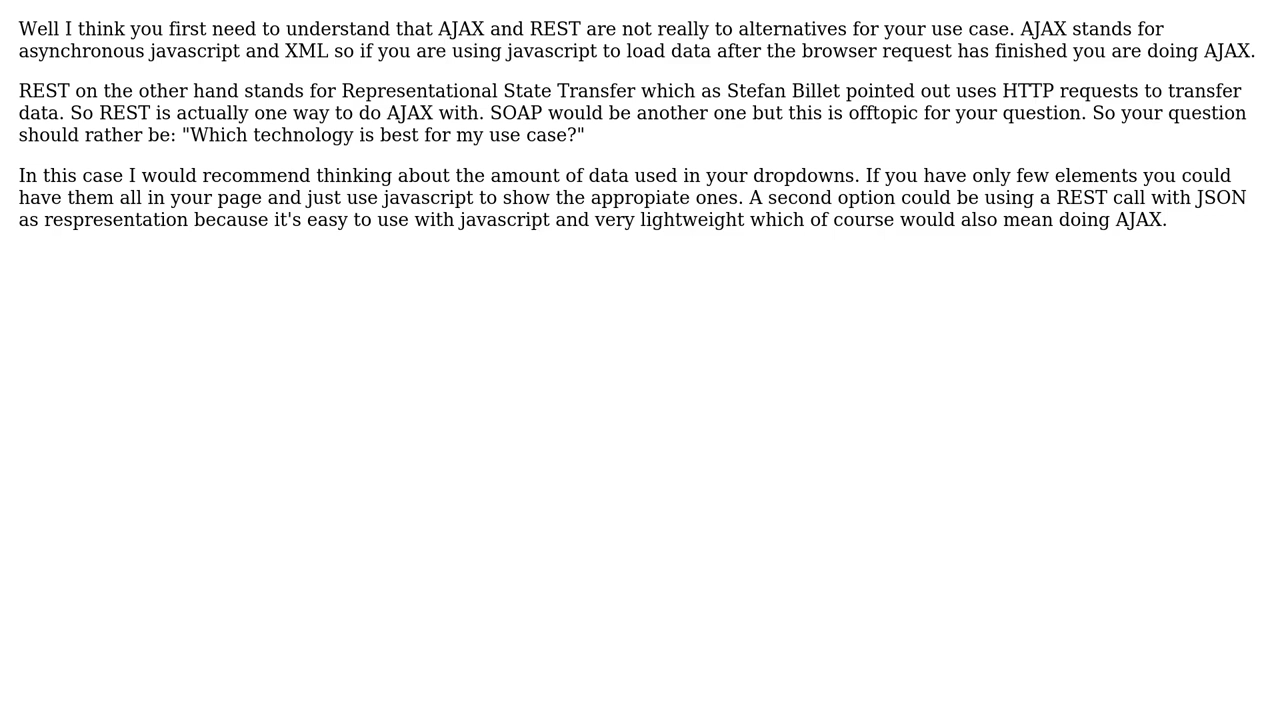 Well I think you first need to understand that AJAX and REST are not really to alternatives for your use case. AJAX stands for
asynchronous javascript and XML so if you are using javascript to load data after the browser request has finished you are doing AJAX.
REST on the other hand stands for Representational State Transfer which as Stefan Billet pointed out uses HTTP requests to transfer
data. So REST is actually one way to do AJAX with. SOAP would be another one but this is offtopic for your question. So your question
should rather be: "Which technology is best for my use case?"
In this case I would recommend thinking about the amount of data used in your dropdowns. If you have only few elements you could
have them all in your page and just use javascript to show the appropiate ones. A second option could be using a REST call with JSON
as respresentation because it's easy to use with javascript and very lightweight which of course would also mean doing AJAX.